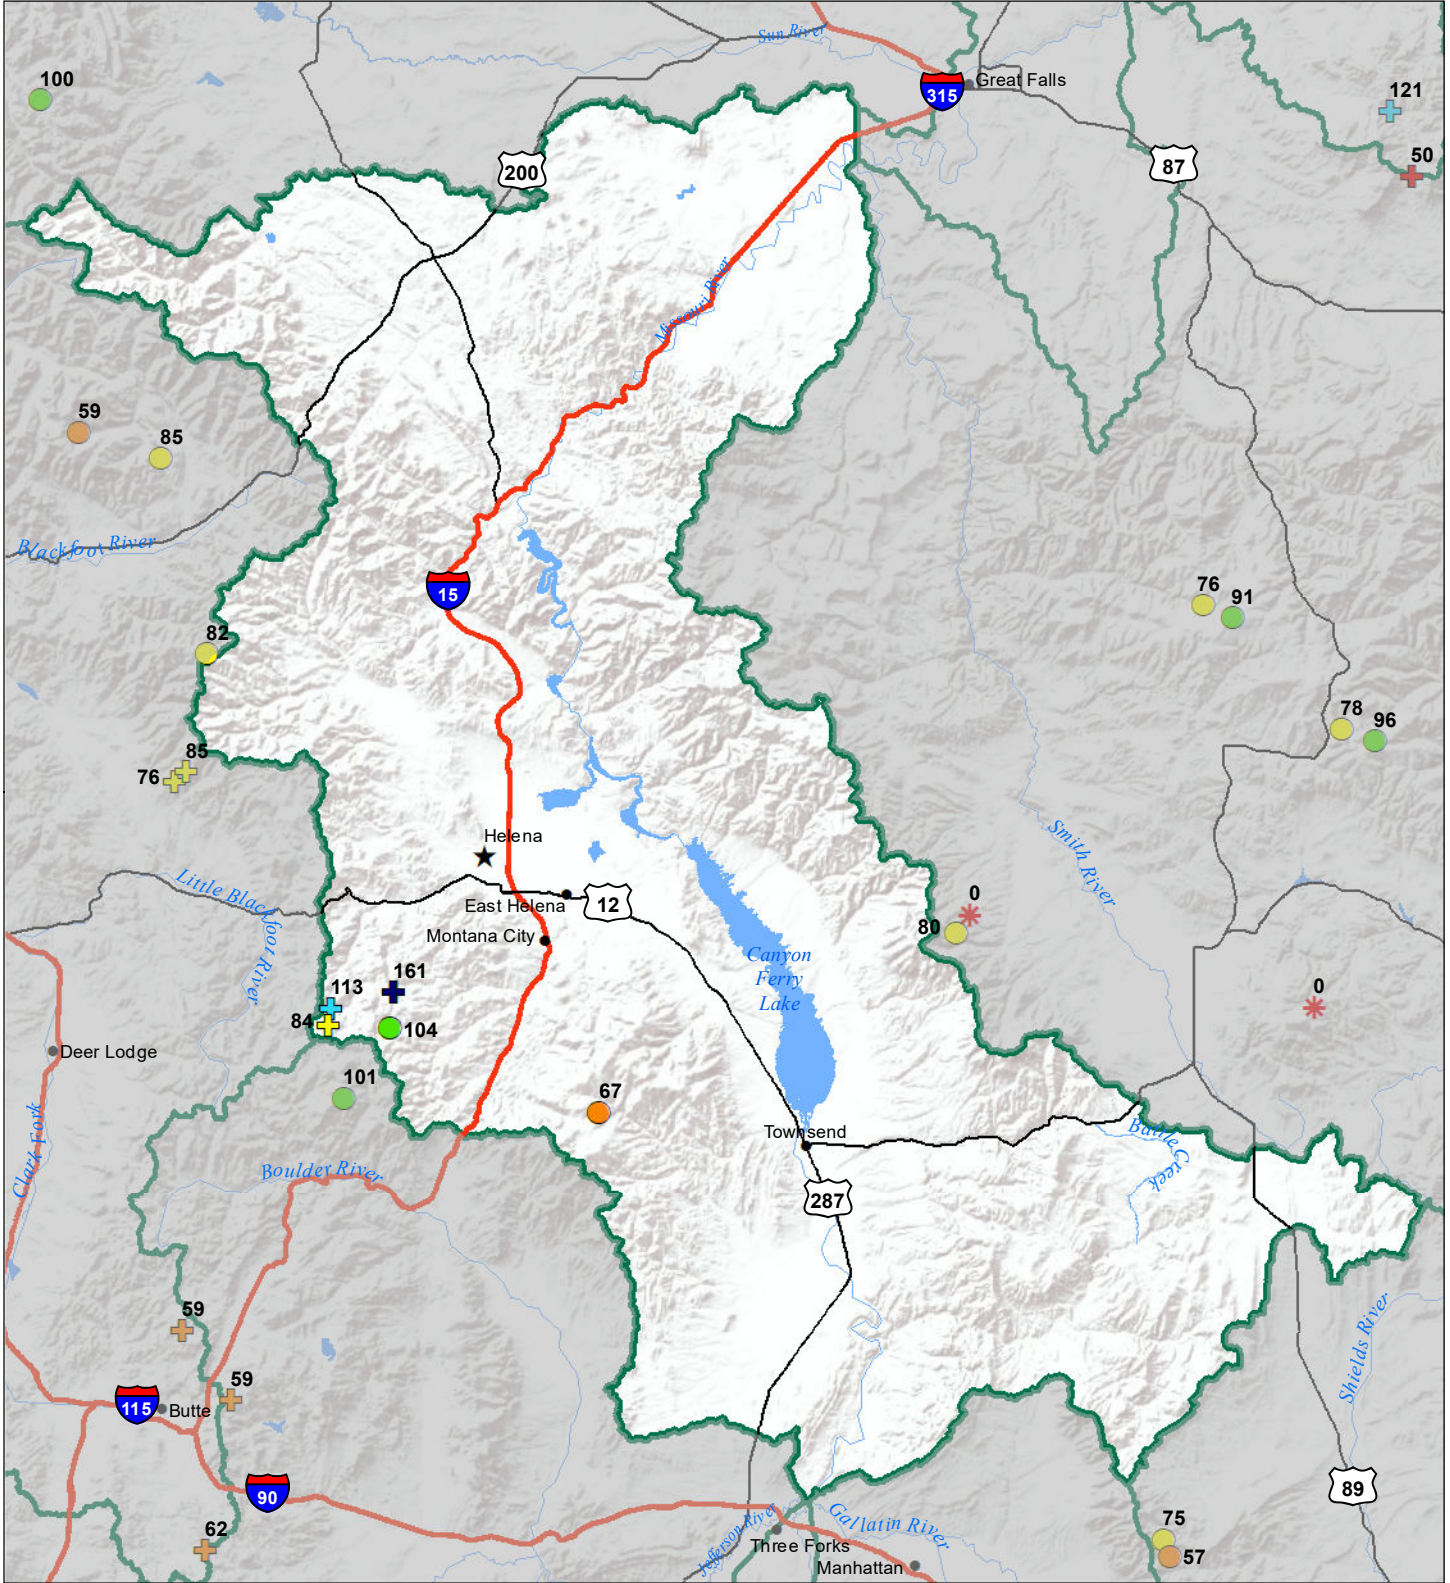 Sun River
100
Great Falls
315
121
200
87
50
Missouri River
59
85
Blackfoot River
15
76
91
82
78
96
85
76
Helena
Smith River
Little Blackfoot River
East Helena
12
0
80
Montana City
Canyon
Ferry
Lake
161
113
0
84
104
Deer Lodge
101
67
Clark Fork
Townsend
Battle Creek
Boulder River
287
59
Shields River
59
115
Butte
89
90
62
Jefferson River
Gallatin River
75
Three Forks
57
Manhattan